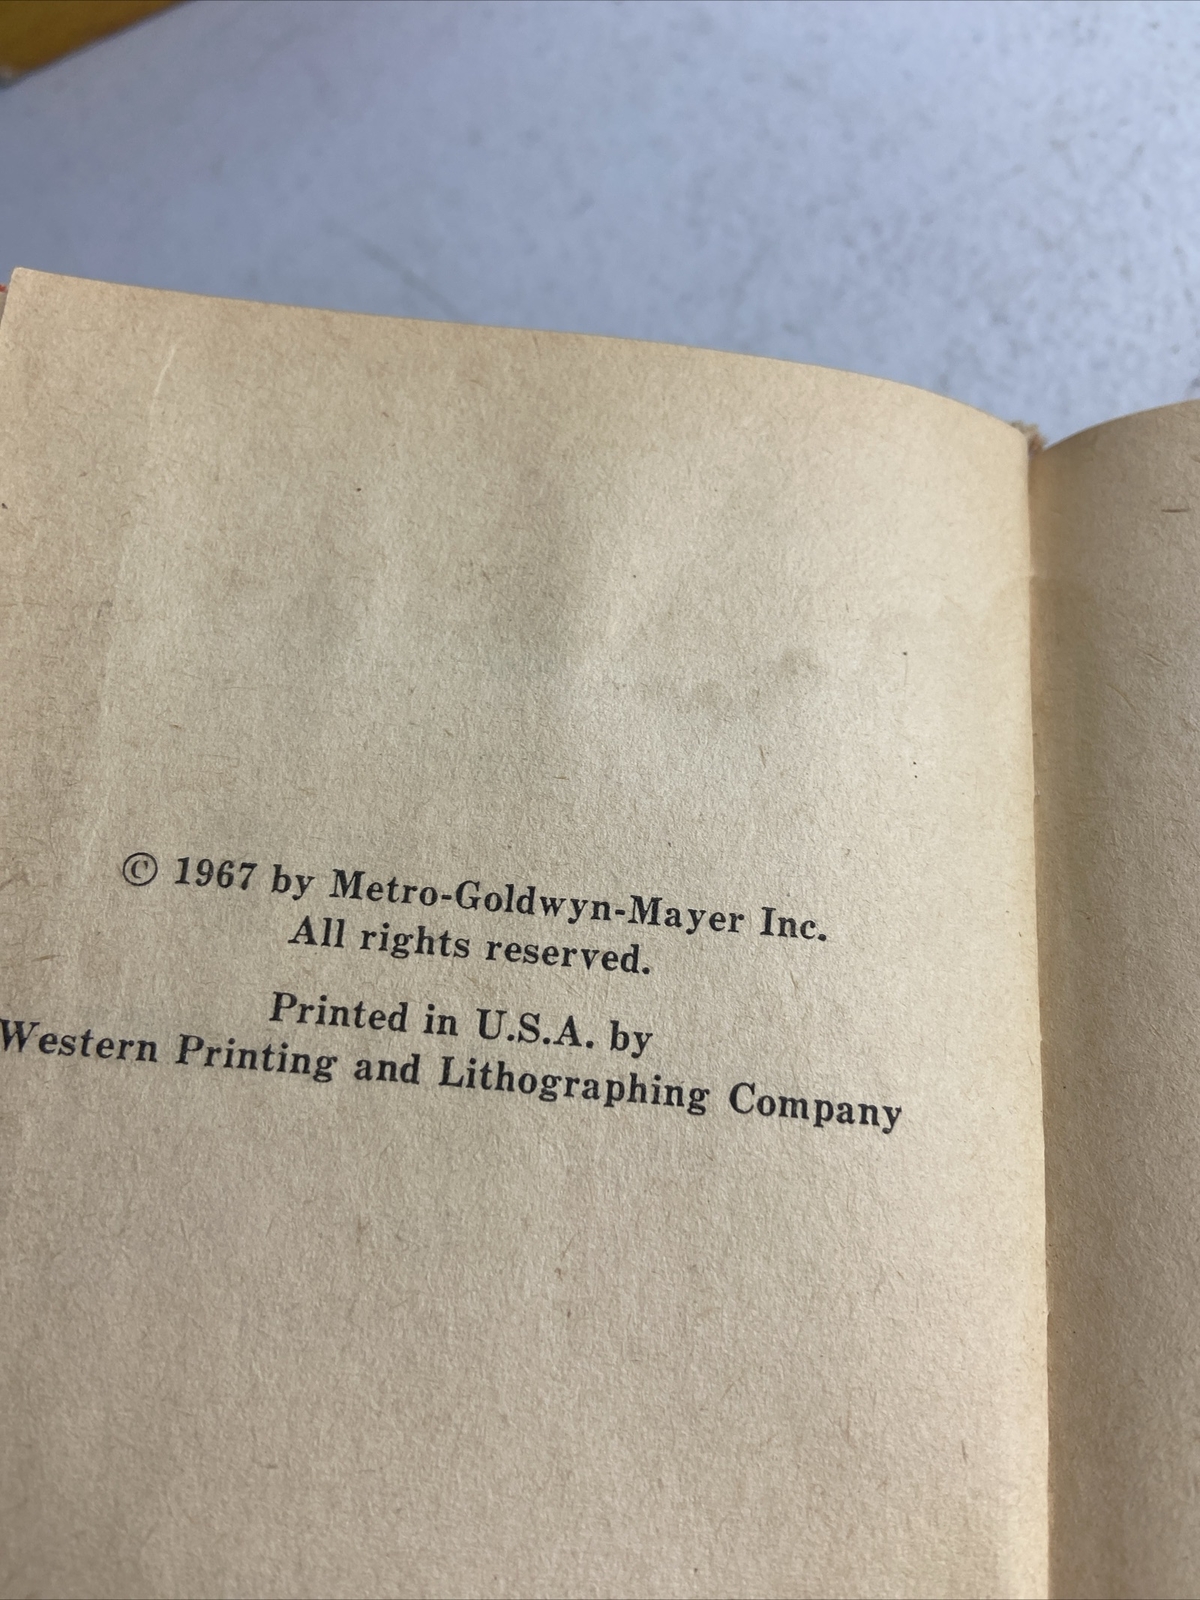 © 1967 by Metro-Goldwyn-Mayer Inc.
All rights reserved.
Printed in U.S.A. by
Western Printing and Lithographing Company